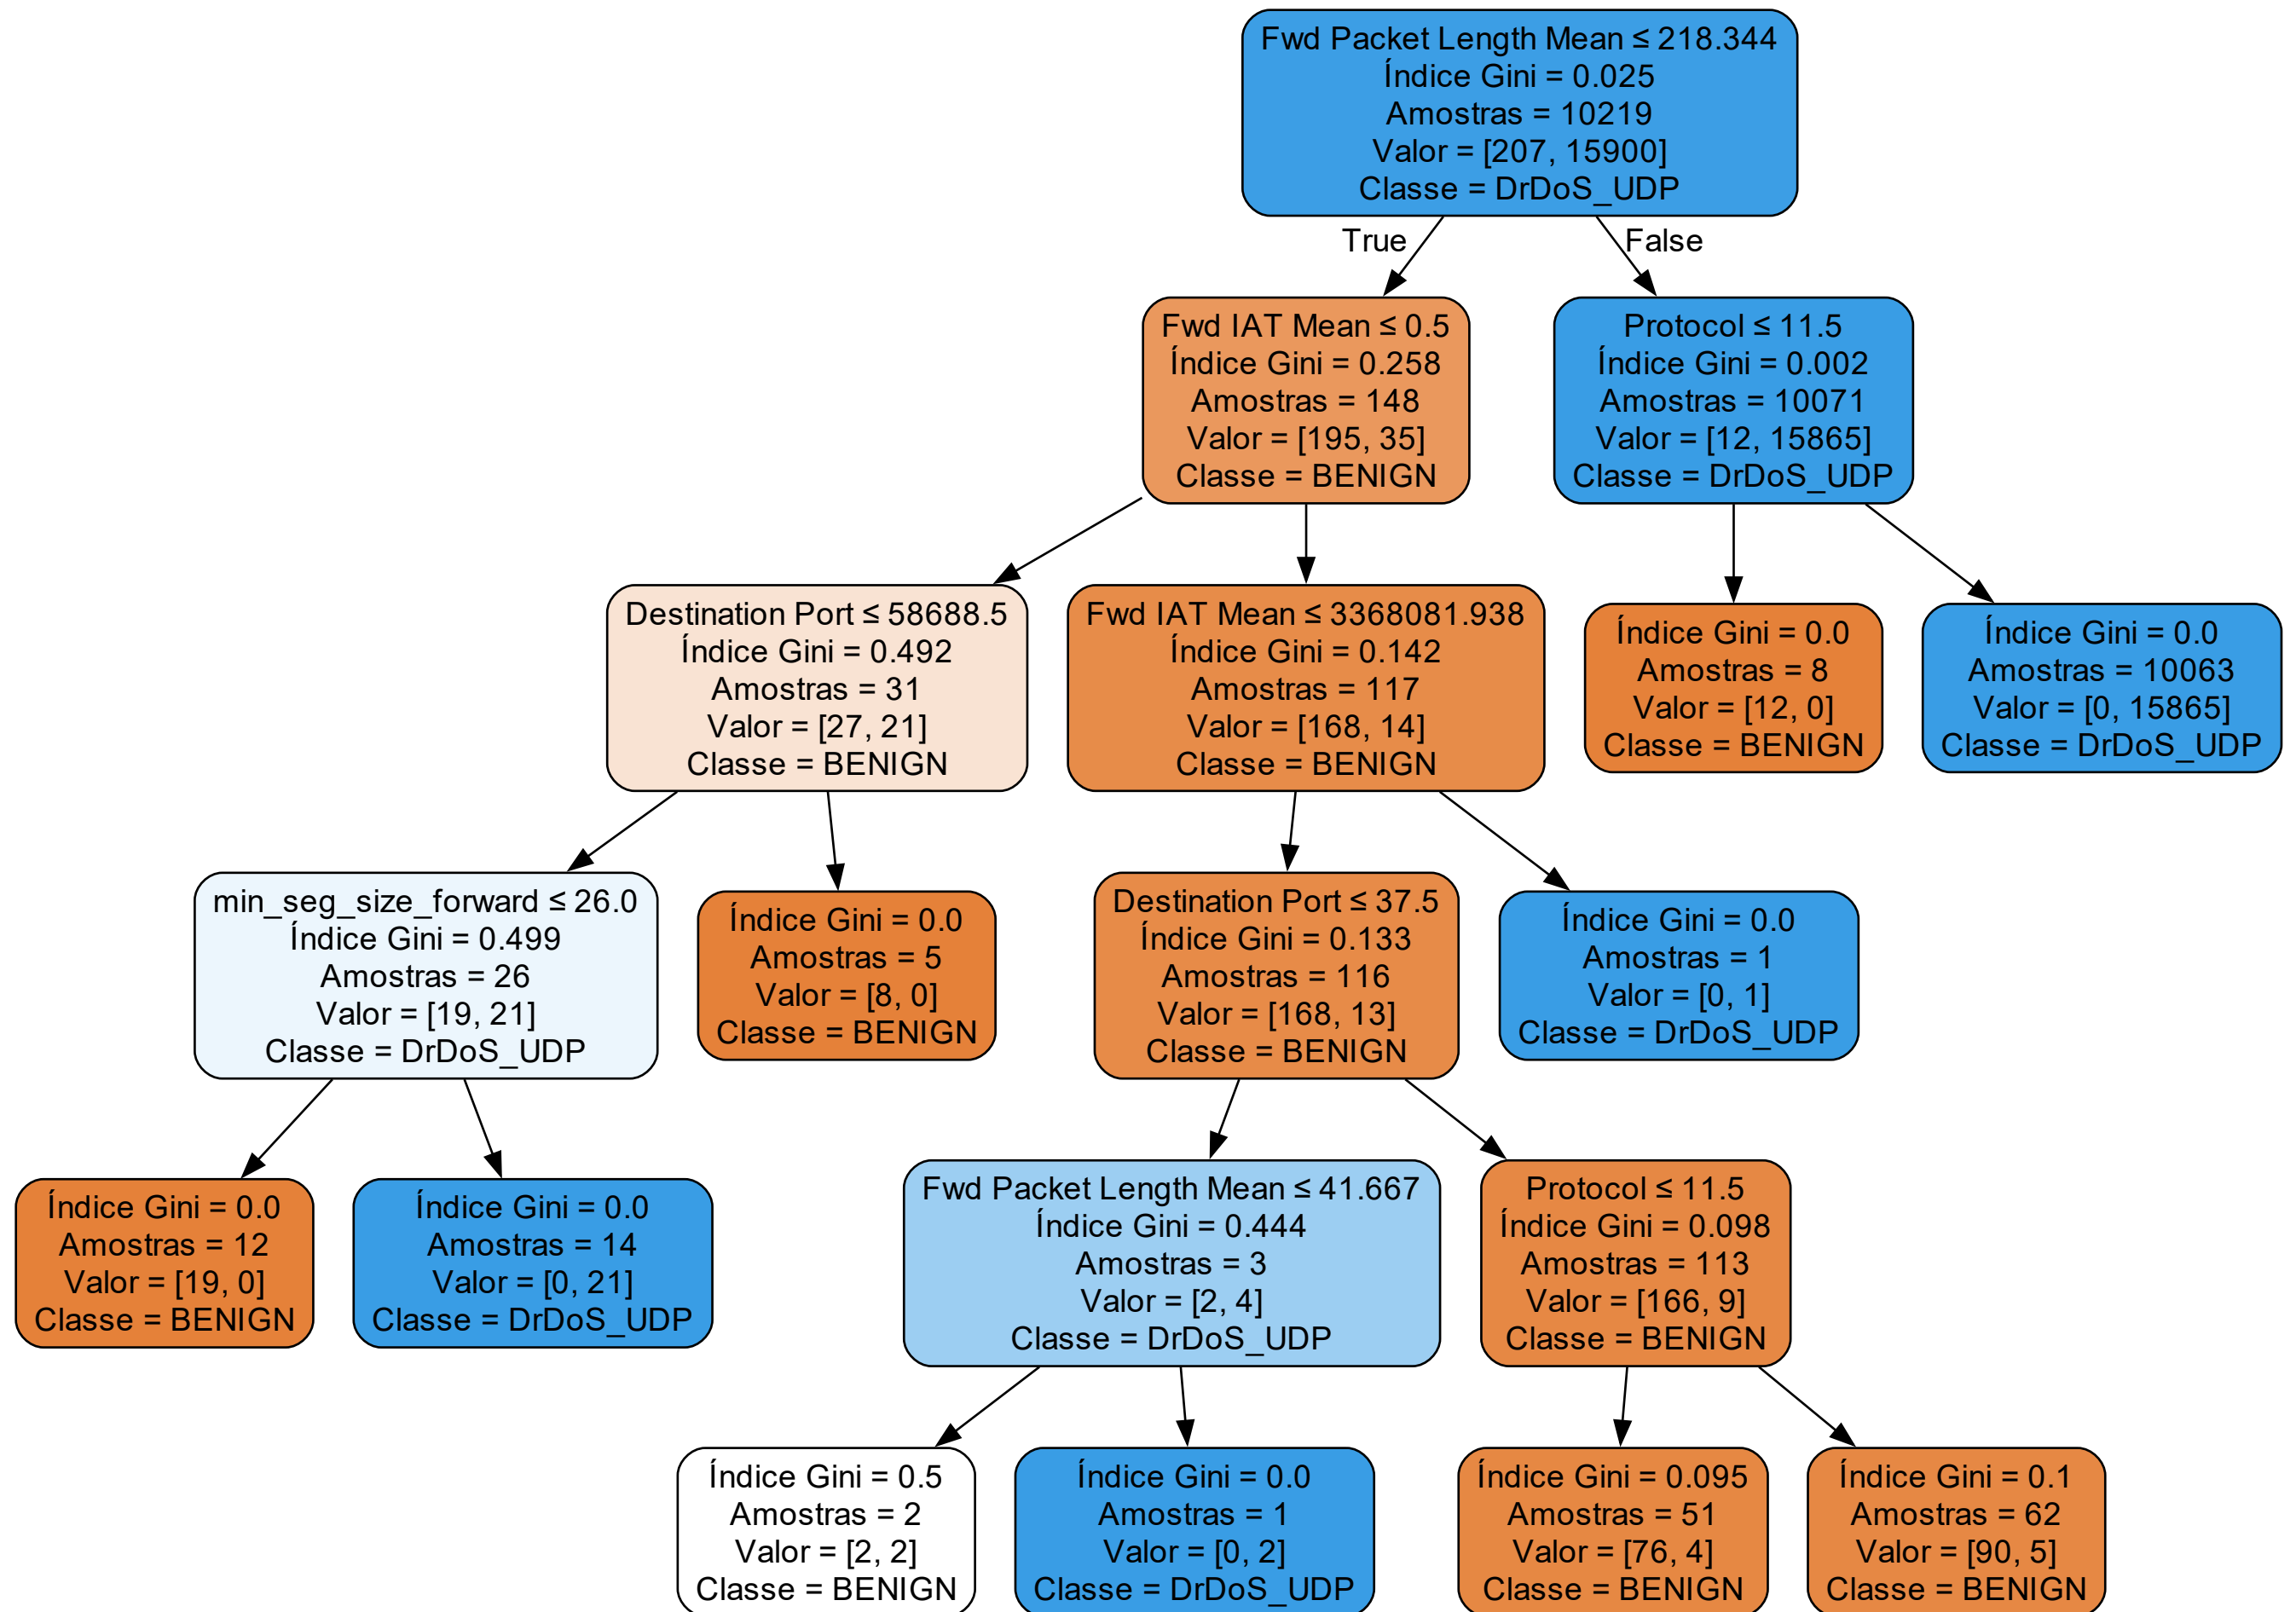 Fwd Packet Length Mean ≤ 218.344
Índice Gini = 0.025
Amostras = 10219
Valor = [207, 15900]
Classe = DrDoS_UDP
True
False
Fwd IAT Mean ≤ 0.5
Índice Gini = 0.258
Amostras = 148
Valor = [195, 35]
Classe = BENIGN
Protocol ≤ 11.5
Índice Gini = 0.002
Amostras = 10071
Valor = [12, 15865]
Classe = DrDoS_UDP
Destination Port ≤ 58688.5
Índice Gini = 0.492
Amostras = 31
Valor = [27, 21]
Classe = BENIGN
Fwd IAT Mean ≤ 3368081.938
Índice Gini = 0.142
Amostras = 117
Valor = [168, 14]
Classe = BENIGN
Índice Gini = 0.0
Amostras = 8
Valor = [12, 0]
Classe = BENIGN
Índice Gini = 0.0
Amostras = 10063
Valor = [0, 15865]
Classe = DrDoS_UDP
min_seg_size_forward ≤ 26.0
Índice Gini = 0.499
Amostras = 26
Valor = [19, 21]
Classe = DrDoS_UDP
Índice Gini = 0.0
Amostras = 5
Valor = [8, 0]
Classe = BENIGN
Destination Port ≤ 37.5
Índice Gini = 0.133
Amostras = 116
Valor = [168, 13]
Classe = BENIGN
Índice Gini = 0.0
Amostras = 1
Valor = [0, 1]
Classe = DrDoS_UDP
Índice Gini = 0.0
Amostras = 12
Valor = [19, 0]
Classe = BENIGN
Índice Gini = 0.0
Amostras = 14
Valor = [0, 21]
Classe = DrDoS_UDP
Fwd Packet Length Mean ≤ 41.667
Índice Gini = 0.444
Amostras = 3
Valor = [2, 4]
Classe = DrDoS_UDP
Protocol ≤ 11.5
Índice Gini = 0.098
Amostras = 113
Valor = [166, 9]
Classe = BENIGN
Índice Gini = 0.5
Amostras = 2
Valor = [2, 2]
Classe = BENIGN
Índice Gini = 0.0
Amostras = 1
Valor = [0, 2]
Classe = DrDoS_UDP
Índice Gini = 0.095
Amostras = 51
Valor = [76, 4]
Classe = BENIGN
Índice Gini = 0.1
Amostras = 62
Valor = [90, 5]
Classe = BENIGN